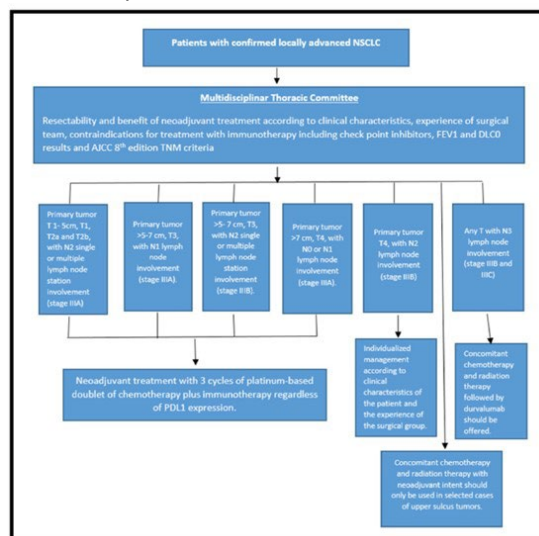 Patients with confirmed locally advanced NSCLC
Multidisciplinar Thoracic Committee
Resectability and benefit of neoadjuvant treatment according to clinical characteristics, experience of surgical
team, contraindications for treatment with immunotherapy including check point inhibitors, FEV1 and DLC0
results and AJCC 8th edition TNM criteria
Primary tumor
T 1- 5cm, T1,
T2a and T2b,
with N2 single
or multiple
lymph node
station
involvement
(stage IIIA)
Primary tumor
>5-7 cm, T3,
with N1 lymph
node
involvement
(stage IIIA).
Primary tumor
>5- 7 cm, T3,
with N2 single
or multiple
lymph node
station
involvement
(stage IIIB).
Primary tumor
>7 cm, T4, with
N0 or N1
lymph node
involvement
(stage IIIA).
Primary tumor
T4, with N2
lymph node
involvement
(stage IIIB)
Any T with N3
lymph node
involvement
(stage IIIB and
IIIC)
Neoadjuvant treatment with 3 cycles of platinum-based
doublet of chemotherapy plus immunotherapy regardless
of PDL1 expression.
Individualized
management
according to
clinical
characteristics of
the patient and
the experience of
the surgical group.
Concomitant
chemotherapy
and radiation
therapy
followed by
durvalumab
should be
offered.
Concomitant chemotherapy
and radiation therapy with
neoadjuvant intent should
only be used in selected cases
of upper sulcus tumors.